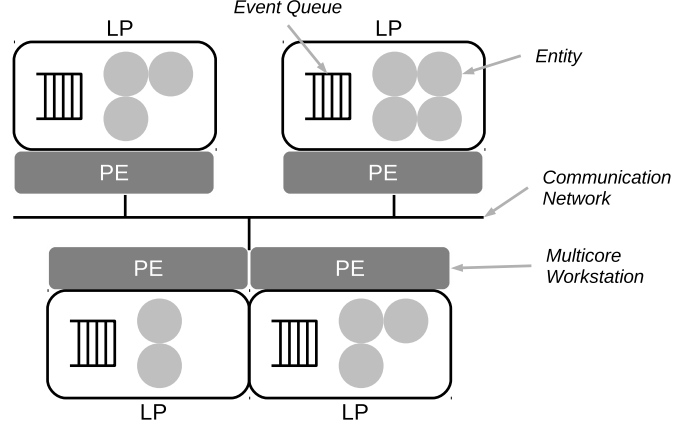 Event Queue
LP
LP
Entity
PE
PE
Communication
Network
PE
PE
Multicore
Workstation
LP
LP